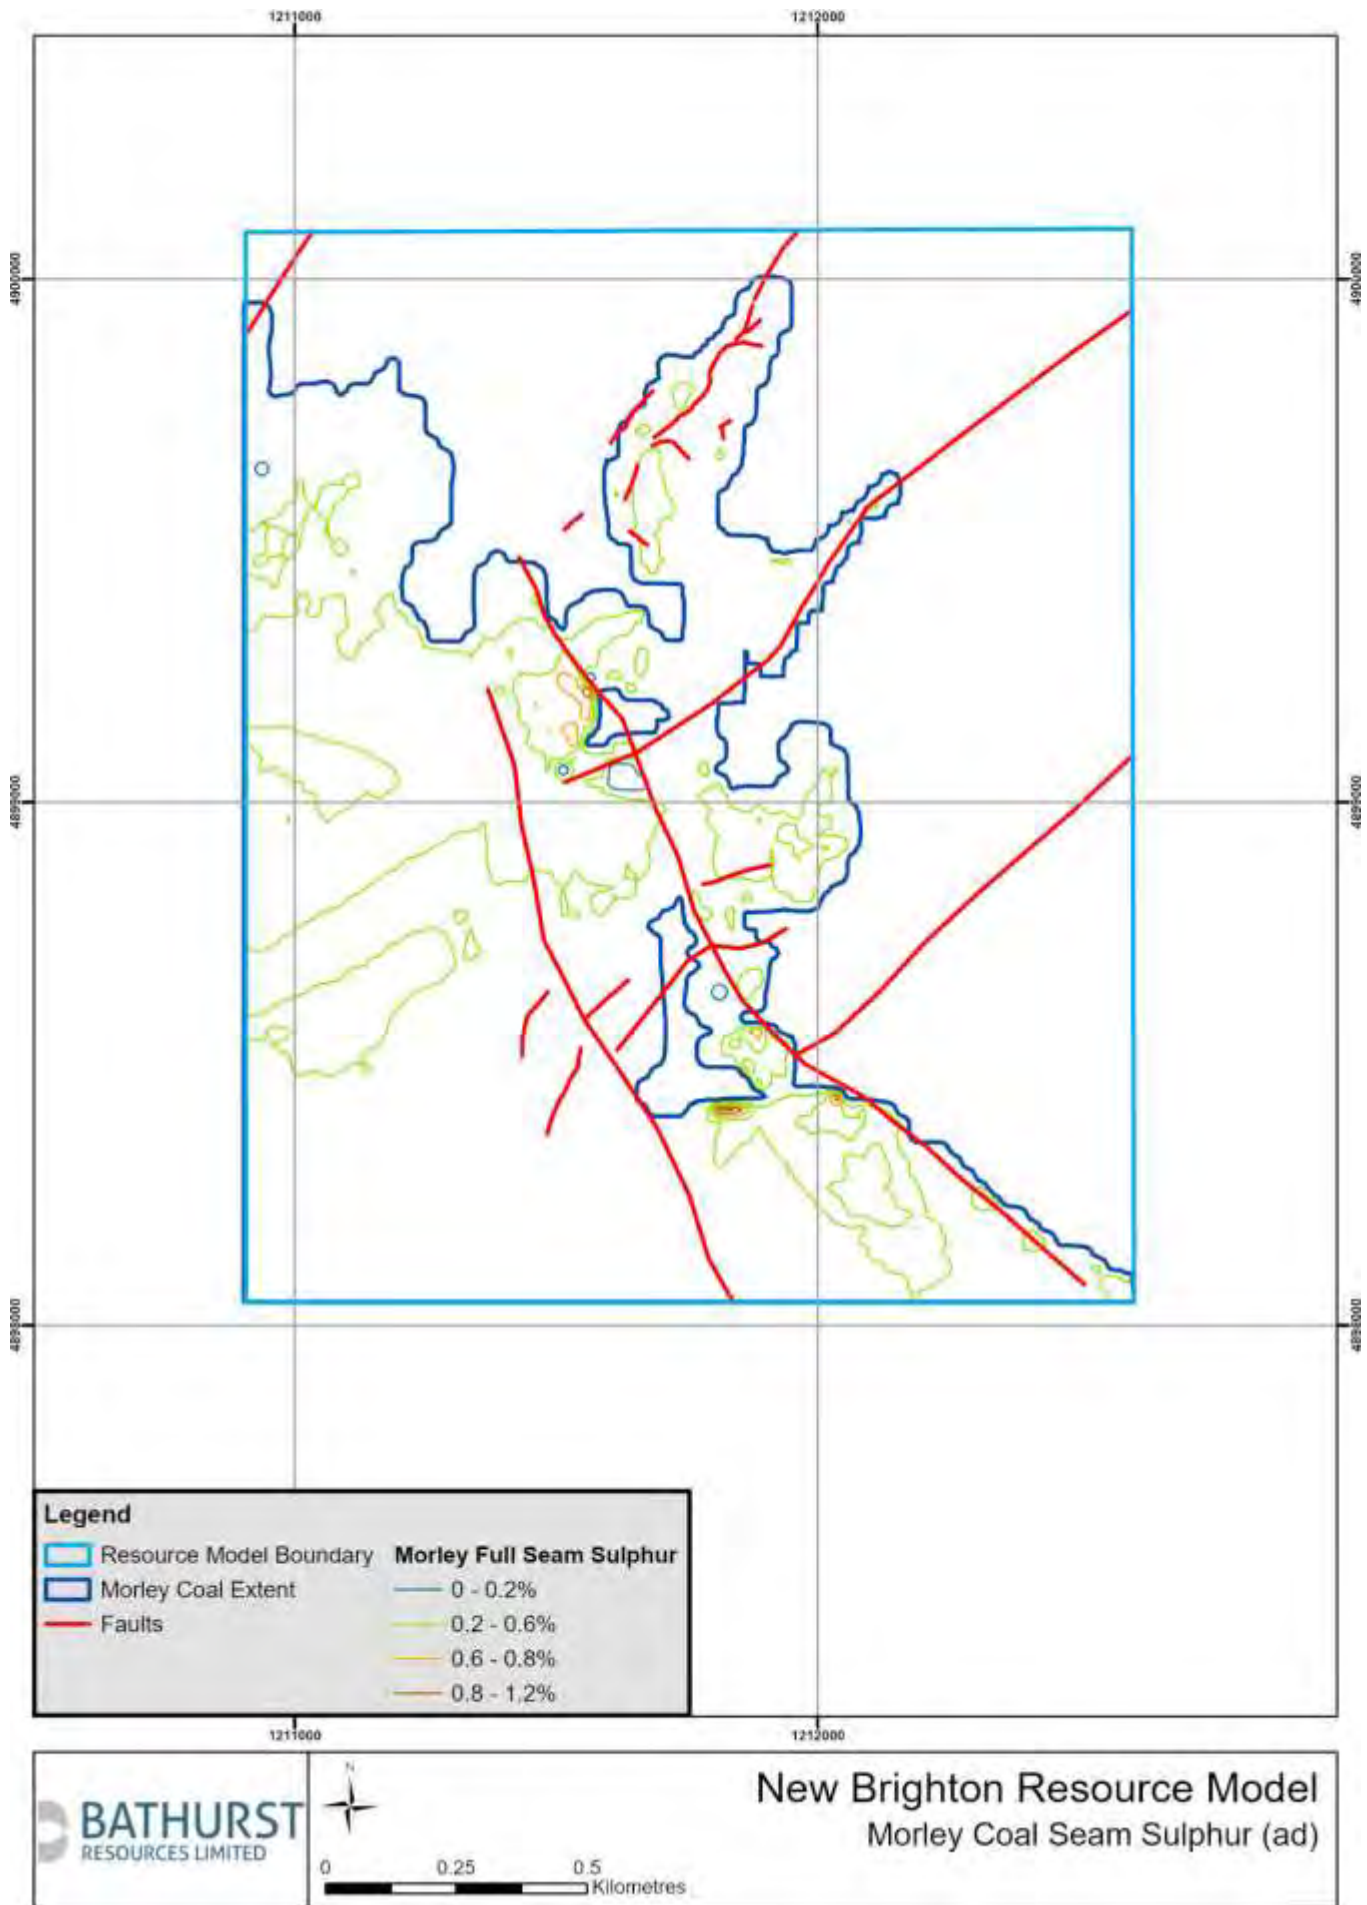 1211000
1212000
4900000
4900000
4899000
4899000
4898000
4898000
Legend
Resource Model Boundary
Morley Coal Extent
Faults
Morley Full Seam Sulphur
0 - 0.2%
0.2 - 0.6%
0.6 - 0.8%
0.8 - 1.2%
1211000
1212000
BATHURST
RESOURCES LIMITED
N
0
0.25
0.5
Kilometres
New Brighton Resource Model
Morley Coal Seam Sulphur (ad)